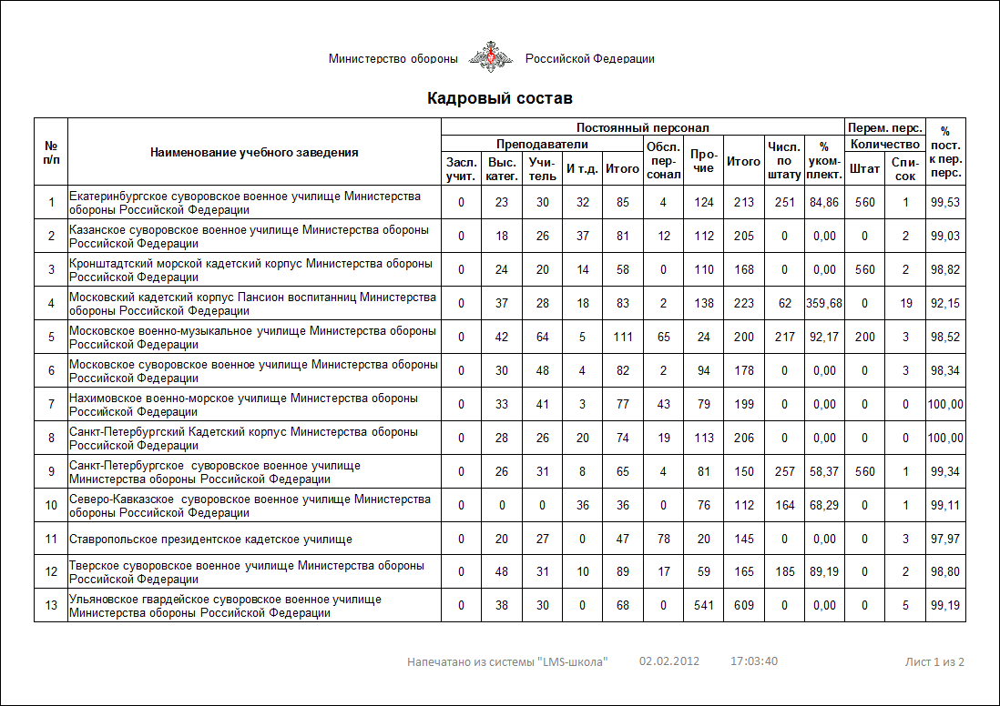 Министерство обороны Российской Федерации
Кадровый состав
№ п/п Наименование учебного заведения Постоянный персонал Перем. перс. % пост. к пер. перс.
Преподаватели Обсл. пер-сонал Про-чие Итого Числ. по штату % уком-плект. Количество
Засл. учит. Выс. катег. Учи-тель И т.д. Итого Штат Спи-сок
1 Екатеринбургское суворовское военное училище Министерства
обороны Российской Федерации 0 23 30 32 85 4 124 213 251 84,86 560 1 99,53
2 Казанское суворовское военное училище Министерства обороны
Российской Федерации 0 18 26 37 81 12 112 205 0 0,00 0 2 99,03
3 Кронштадтский морской кадетский корпус Министерства обороны
Российской Федерации 0 24 20 14 58 0 110 168 0 0,00 560 2 98,82
4 Московский кадетский корпус Пансион воспитанниц Министерства
обороны Российской Федерации 0 37 28 18 83 2 138 223 62 359,68 0 19 92,15
5 Московское военно-музыкальное училище Министерства обороны
Российской Федерации 0 42 64 5 111 65 24 200 217 92,17 200 3 98,52
6 Московское суворовское военное училище Министерства обороны
Российской Федерации 0 30 48 4 82 2 94 178 0 0,00 0 3 98,34
7 Нахимовское военно-морское училище Министерства обороны
Российской Федерации 0 33 41 3 77 43 79 199 0 0,00 0 0 100,00
8 Санкт-Петербургский Кадетский корпус Министерства обороны
Российской Федерации 0 28 26 20 74 19 113 206 0 0,00 0 0 100,00
9 Санкт-Петербургское суворовское военное училище
Министерства обороны Российской Федерации 0 26 31 8 65 4 81 150 257 58,37 560 1 99,34
10 Северо-Кавказское суворовское военное училище Министерства
обороны Российской Федерации 0 0 0 36 36 0 76 112 164 68,29 0 1 99,11
11 Ставропольское президентское кадетское училище 0 20 27 0 47 78 20 145 0 0,00 0 3 97,97
12 Тверское суворовское военное училище Министерства обороны
Российской Федерации 0 48 31 10 89 17 59 165 185 89,19 0 2 98,80
13 Ульяновское гвардейское суворовское военное училище
Министерства обороны Российской Федерации 0 38 30 0 68 0 541 609 0 0,00 0 5 99,19
Напечатано из системы "LMS-школа" 02.02.2012 17:03:40 Лист 1 из 2